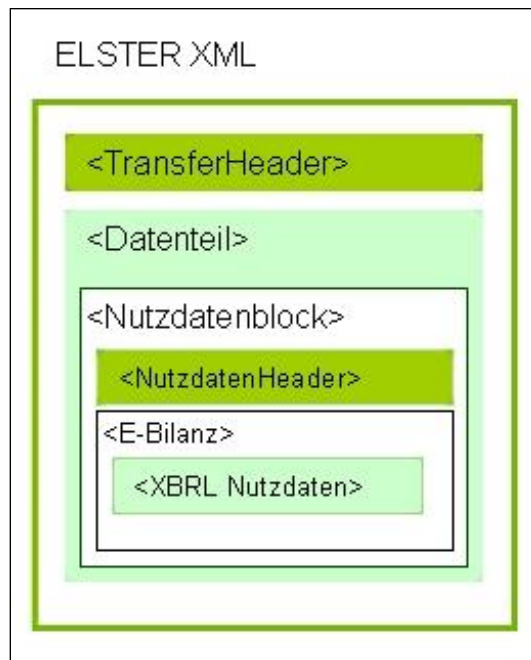 ELSTER XML
<TransferHeader>
<Datenteil>
<Nutzdatenblock>
<NutzdatenHeader>
<E-Bilanz>
<XBRL Nutzdaten>